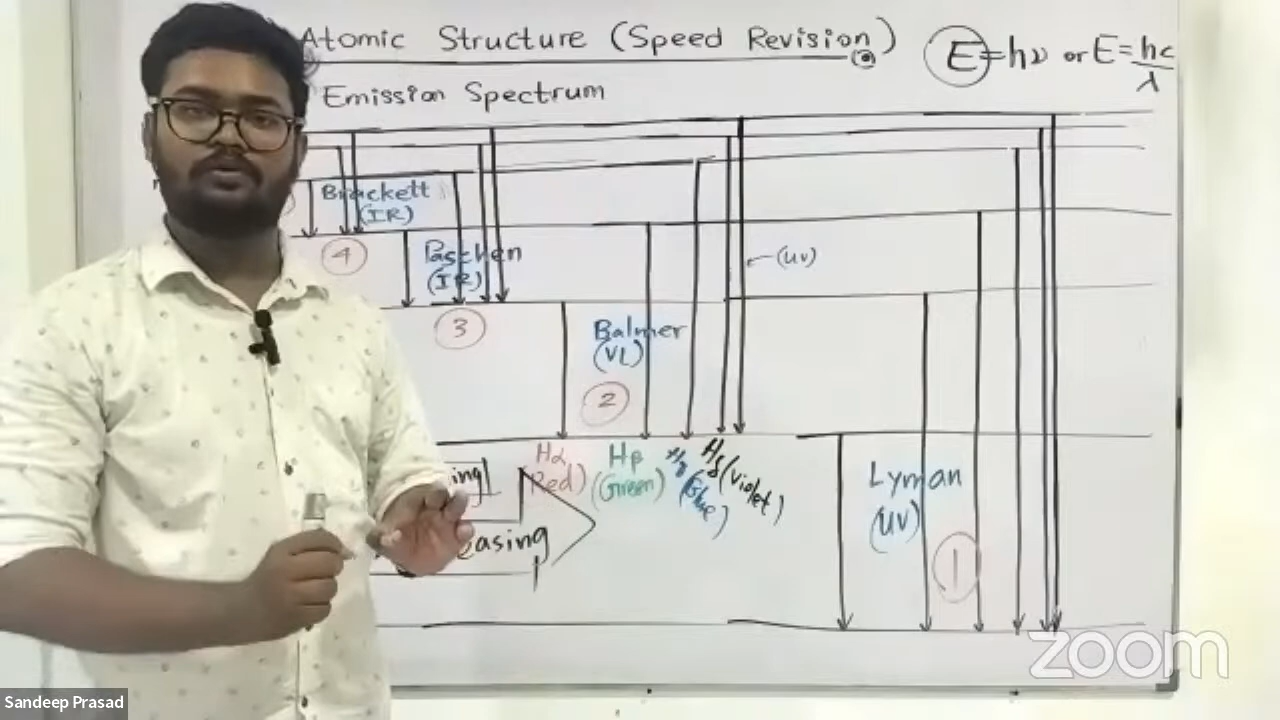 Atomic Structure (Speed Revision)
E=hν or E=hc/λ
Emission Spectrum
Brackett
(IR)
4
Paschen
(IR)
3
(UV)
Balmer
(VL)
2
Hα
(Red)
Hβ
(Green)
Hγ
(Blue)
Hδ
(Violet)
Lyman
(UV)
1
zoom
Sandeep Prasad